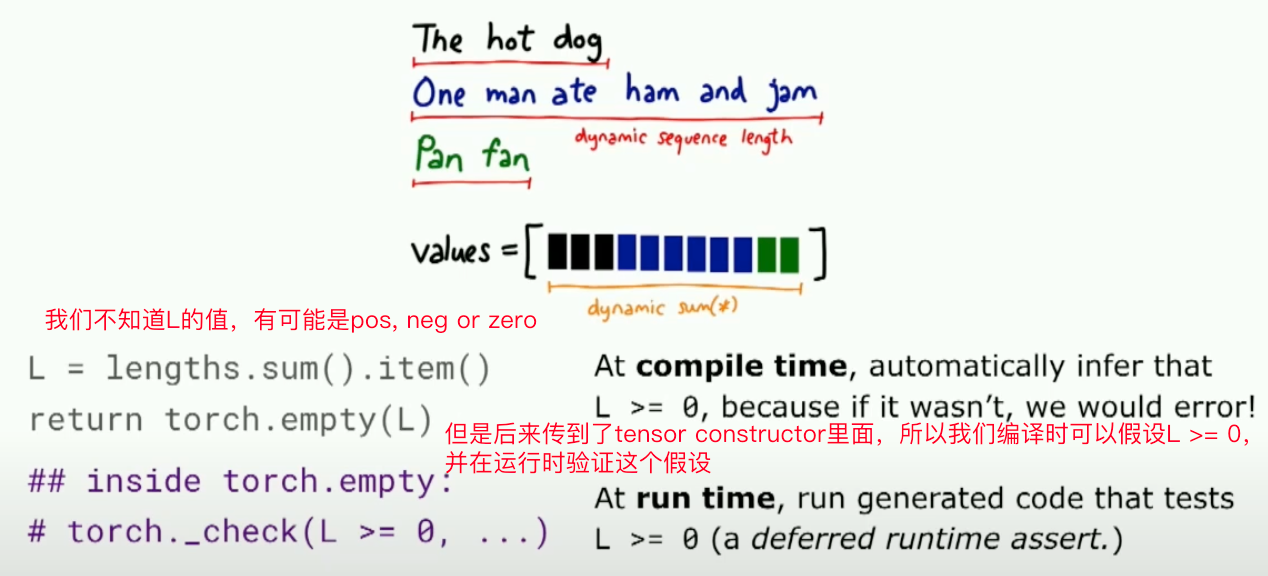 The hot dog
One man ate ham and jam
dynamic sequence length
Pan fan
values = [ ]
dynamic sum(*)
我们不知道L的值，有可能是pos, neg or zero
L = lengths.sum().item()
return torch.empty(L)
## inside torch.empty:
# torch._check(L >= 0, ...)
At compile time, automatically infer that
L >= 0, because if it wasn't, we would error!
但是后来传到了tensor constructor里面，所以我们编译时可以假设L >= 0，
并在运行时验证这个假设
At run time, run generated code that tests
L >= 0 (a deferred runtime assert.)